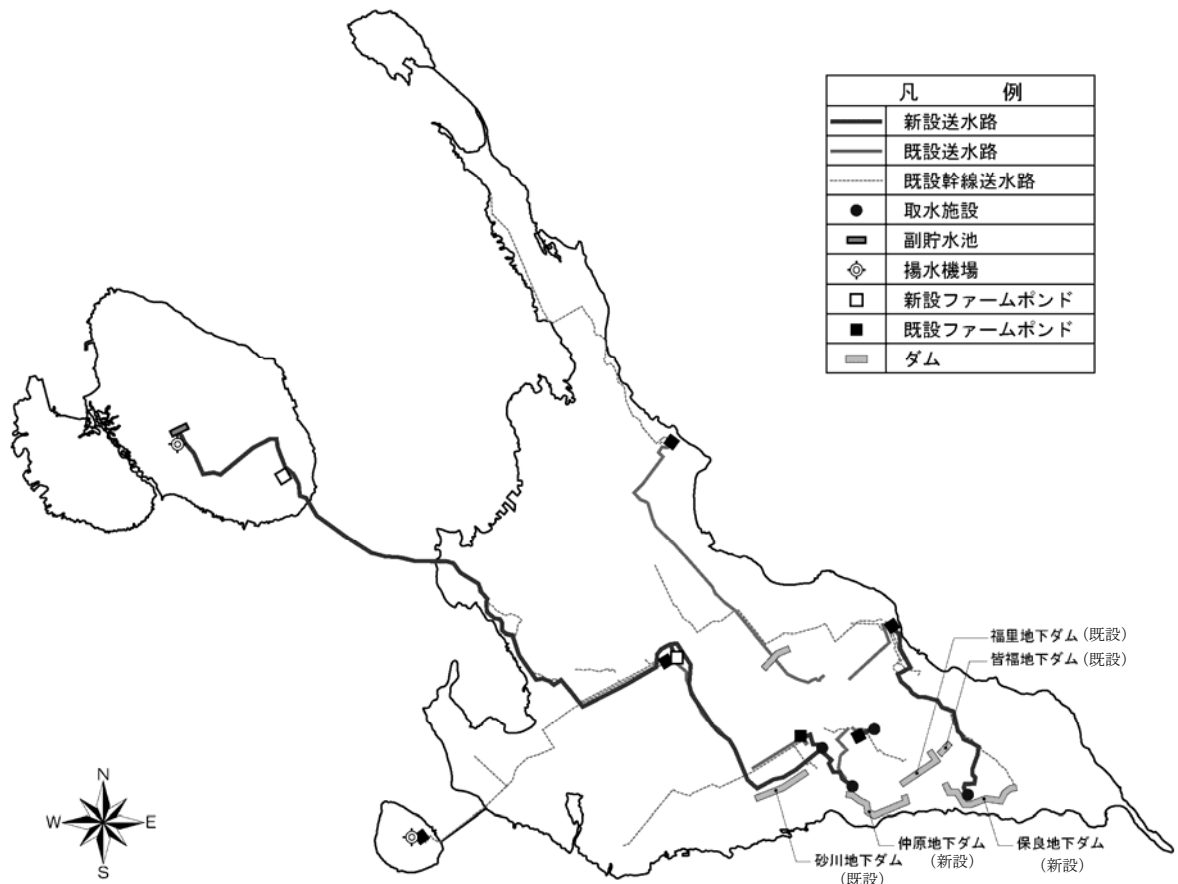 凡 例
新設送水路
既設送水路
既設幹線送水路
取水施設
副貯水池
揚水機場
新設ファームポンド
既設ファームポンド
ダム
福里地下ダム(既設)
皆福地下ダム(既設)
N
W E
S
砂川地下ダム
(既設)
仲原地下ダム
(新設)
保良地下ダム
(新設)